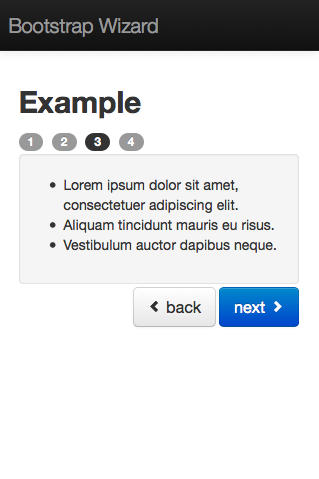 Bootstrap Wizard
Example
1 2 3 4
Lorem ipsum dolor sit amet,
consectetuer adipiscing elit.
Aliquam tincidunt mauris eu risus.
Vestibulum auctor dapibus neque.
back next